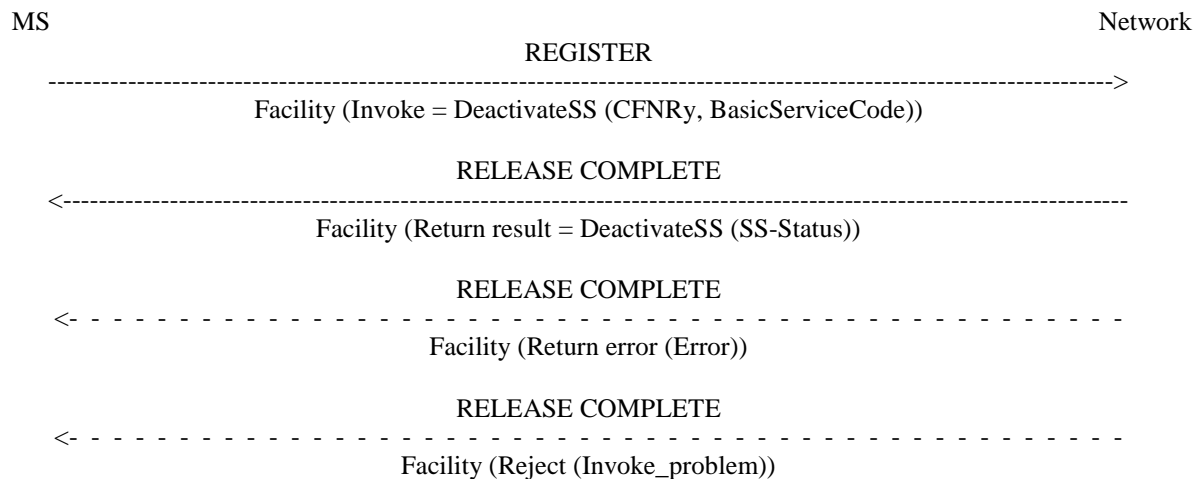 MS Network
REGISTER
Facility (Invoke = DeactivateSS (CFNRy, BasicServiceCode))
RELEASE COMPLETE
Facility (Return result = DeactivateSS (SS-Status))
RELEASE COMPLETE
Facility (Return error (Error))
RELEASE COMPLETE
Facility (Reject (Invoke_problem))